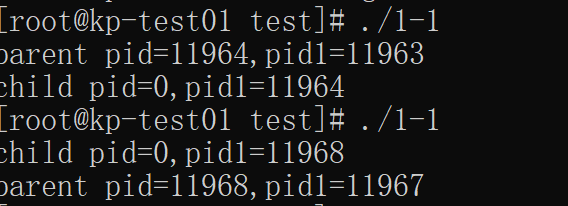 [root@kp-test01 test]# ./1-1
parent pid=11964,pid1=11963
child pid=0,pid1=11964
[root@kp-test01 test]# ./1-1
child pid=0,pid1=11968
parent pid=11968,pid1=11967